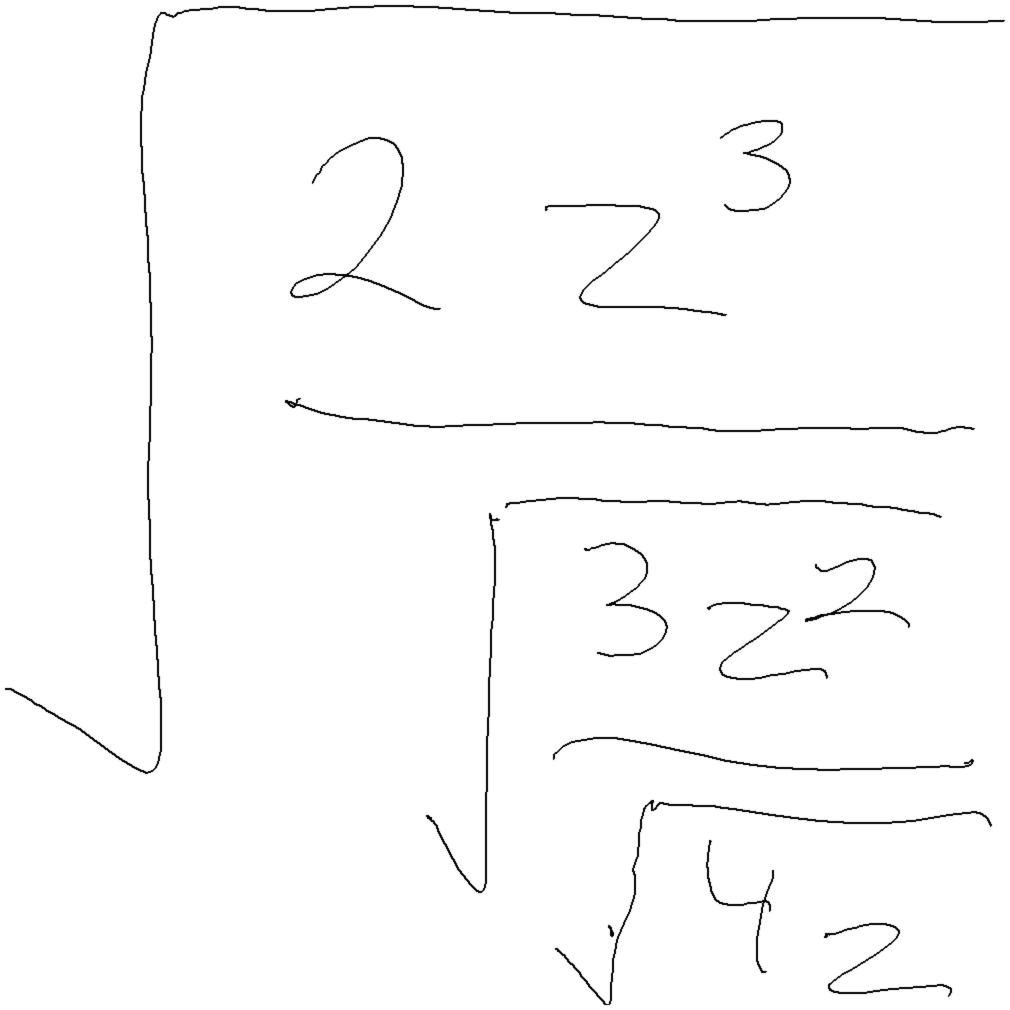 √(2z³ / √(3z² / √(4z)))